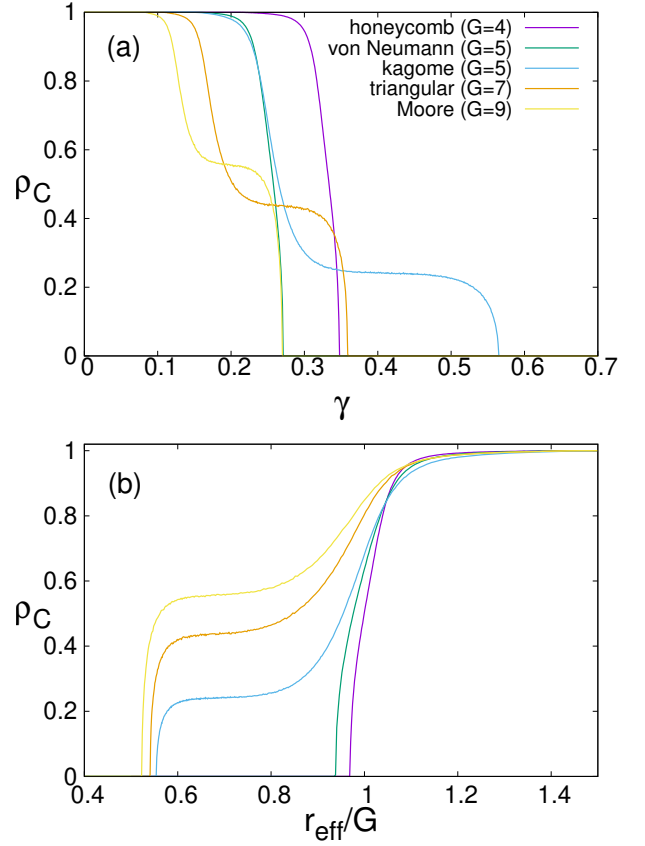 (a)
honeycomb (G=4)
von Neumann (G=5)
kagome (G=5)
triangular (G=7)
Moore (G=9)
1
0.8
0.6
0.4
0.2
0
ρC
0 0.1 0.2 0.3 0.4 0.5 0.6 0.7
γ
(b)
1
0.8
0.6
0.4
0.2
0
ρC
0.4 0.6 0.8 1 1.2 1.4
reff/G